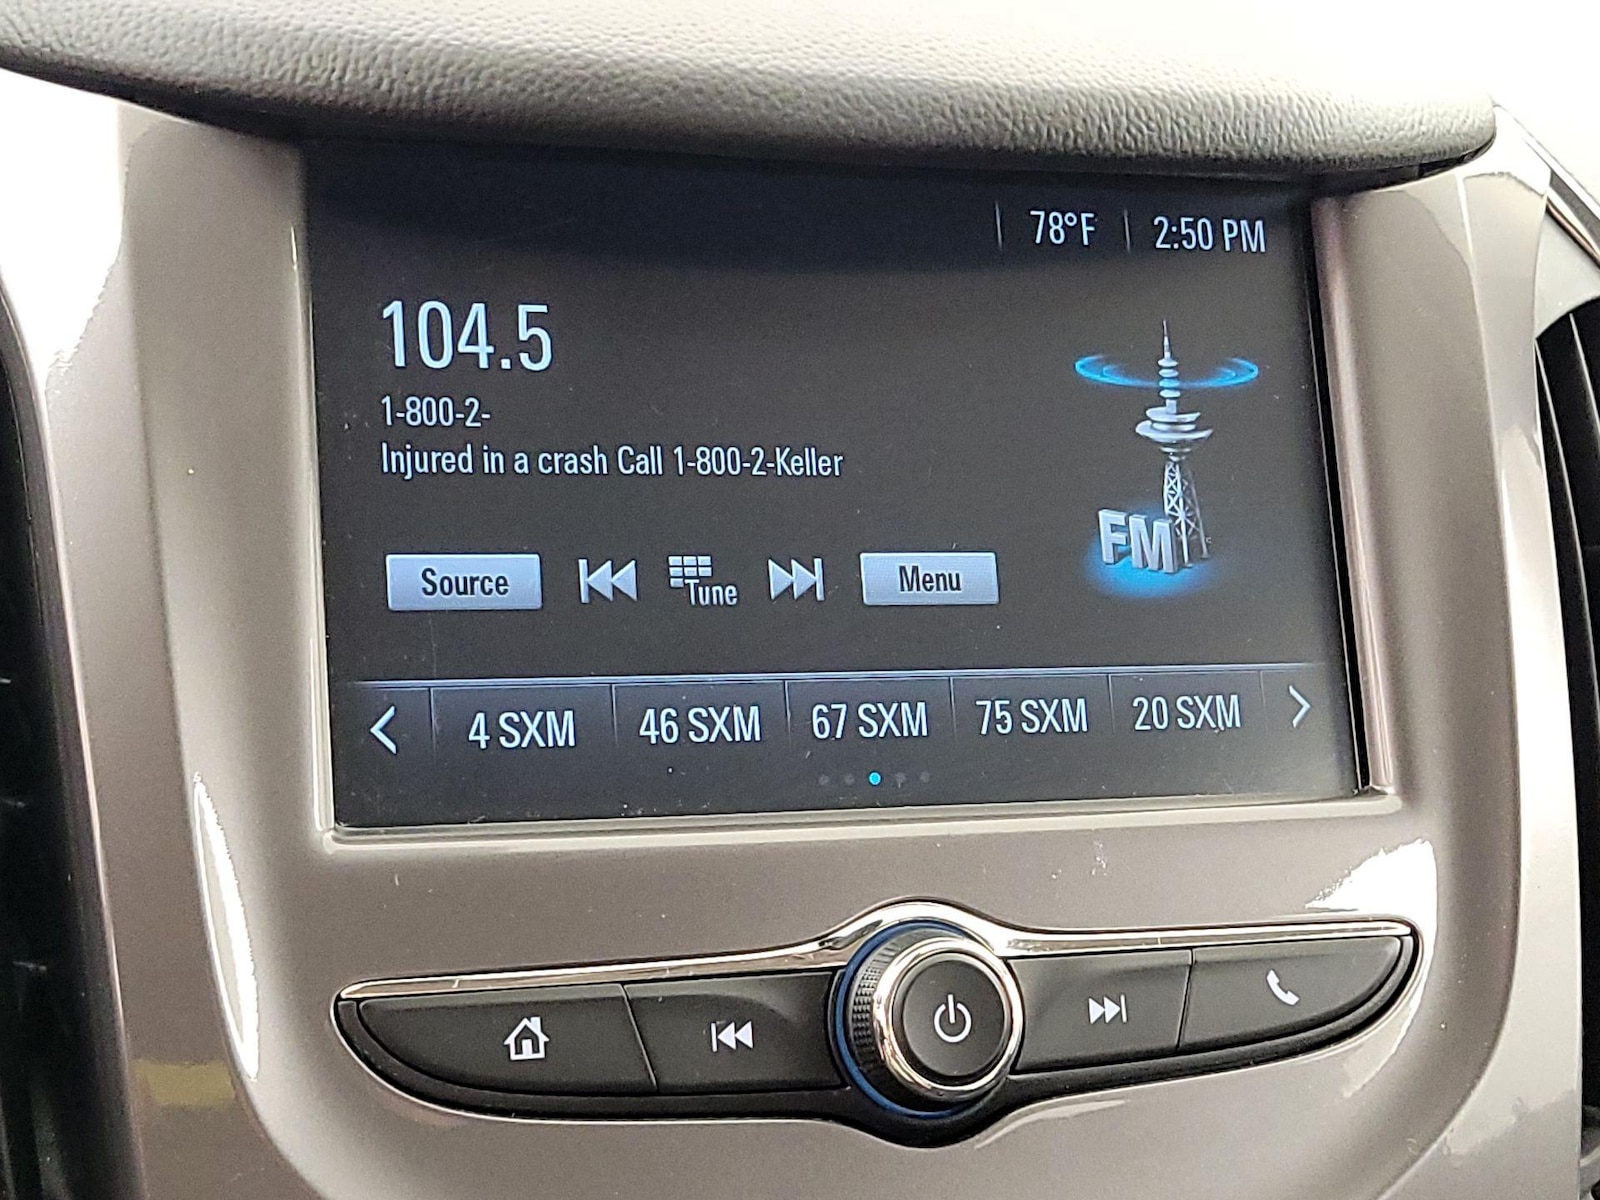 78°F 2:50 PM
104.5
1-800-2-
Injured in a crash Call 1-800-2-Keller
FM
Source Tune Menu
4 SXM 46 SXM 67 SXM 75 SXM 20 SXM